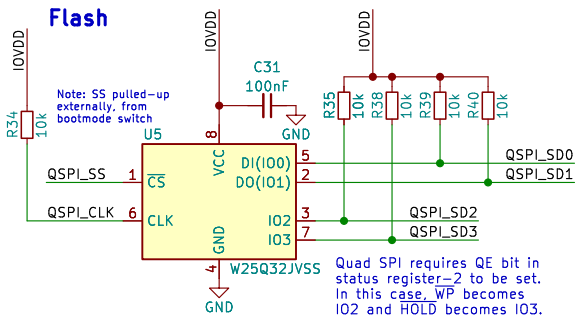 Flash
IOVDD
IOVDD
IOVDD
Note: SS pulled-up
externally, from
bootmode switch
C31
100nF
GND
R34
10k
R35
10k
R38
10k
R39
10k
R40
10k
U5
8
VCC
QSPI_SS
1
CS
QSPI_CLK
6
CLK
DI(IO0)
5
QSPI_SD0
DO(IO1)
2
QSPI_SD1
IO2
3
QSPI_SD2
IO3
7
QSPI_SD3
GND
4
W25Q32JVSS
GND
Quad SPI requires QE bit in
status register-2 to be set.
In this case, WP becomes
IO2 and HOLD becomes IO3.